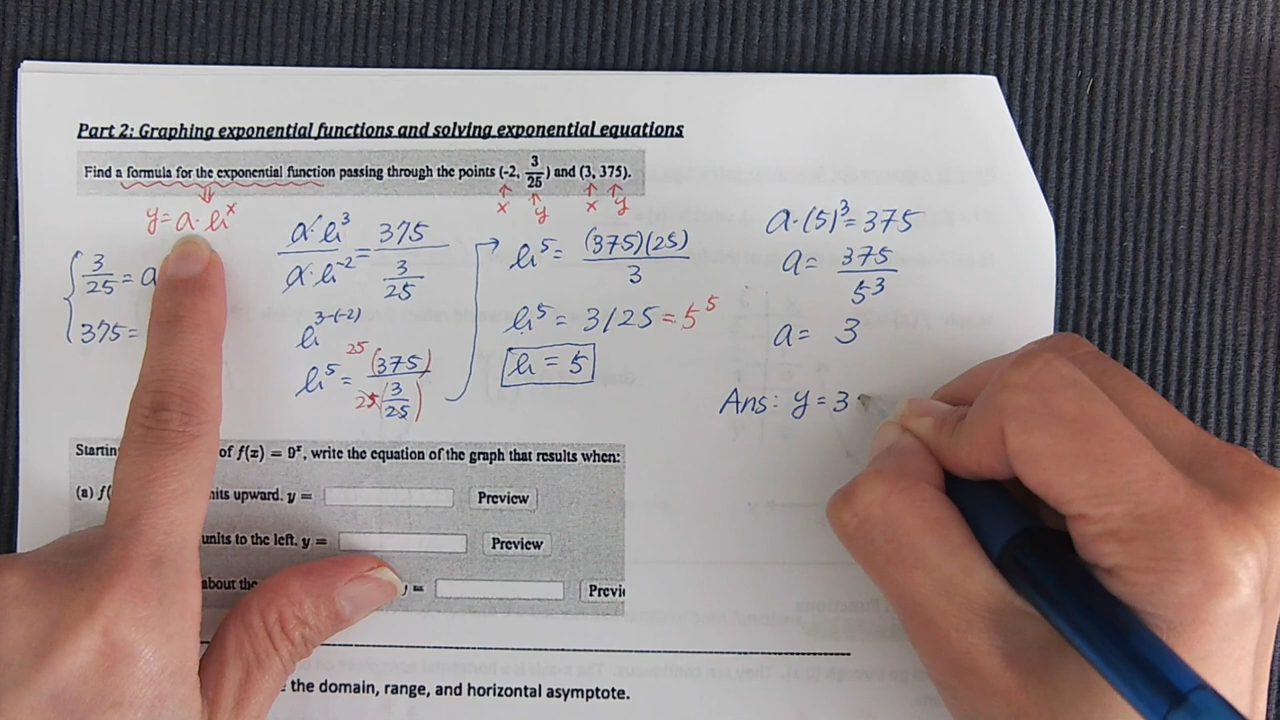 Part 2: Graphing exponential functions and solving exponential equations
Find a formula for the exponential function passing through the points (-2, 3/25) and (3, 375).
x y x y
y = a · b^x
3/25 = a
375 =
a·b^3 / a·b^-2 = 375 / (3/25)
b^3-(-2)
b^5 = 25 (375) / 25 (3/25)
b^5 = (375)(25) / 3
b^5 = 3125 = 5^5
b = 5
a·(5)^3 = 375
a = 375 / 5^3
a = 3
Ans: y = 3 ·
Startin of f(x) = 9^x, write the equation of the graph that results when:
(a) f( nits upward. y = Preview
units to the left. y = Preview
about the y = Previ
the domain, range, and horizontal asymptote.